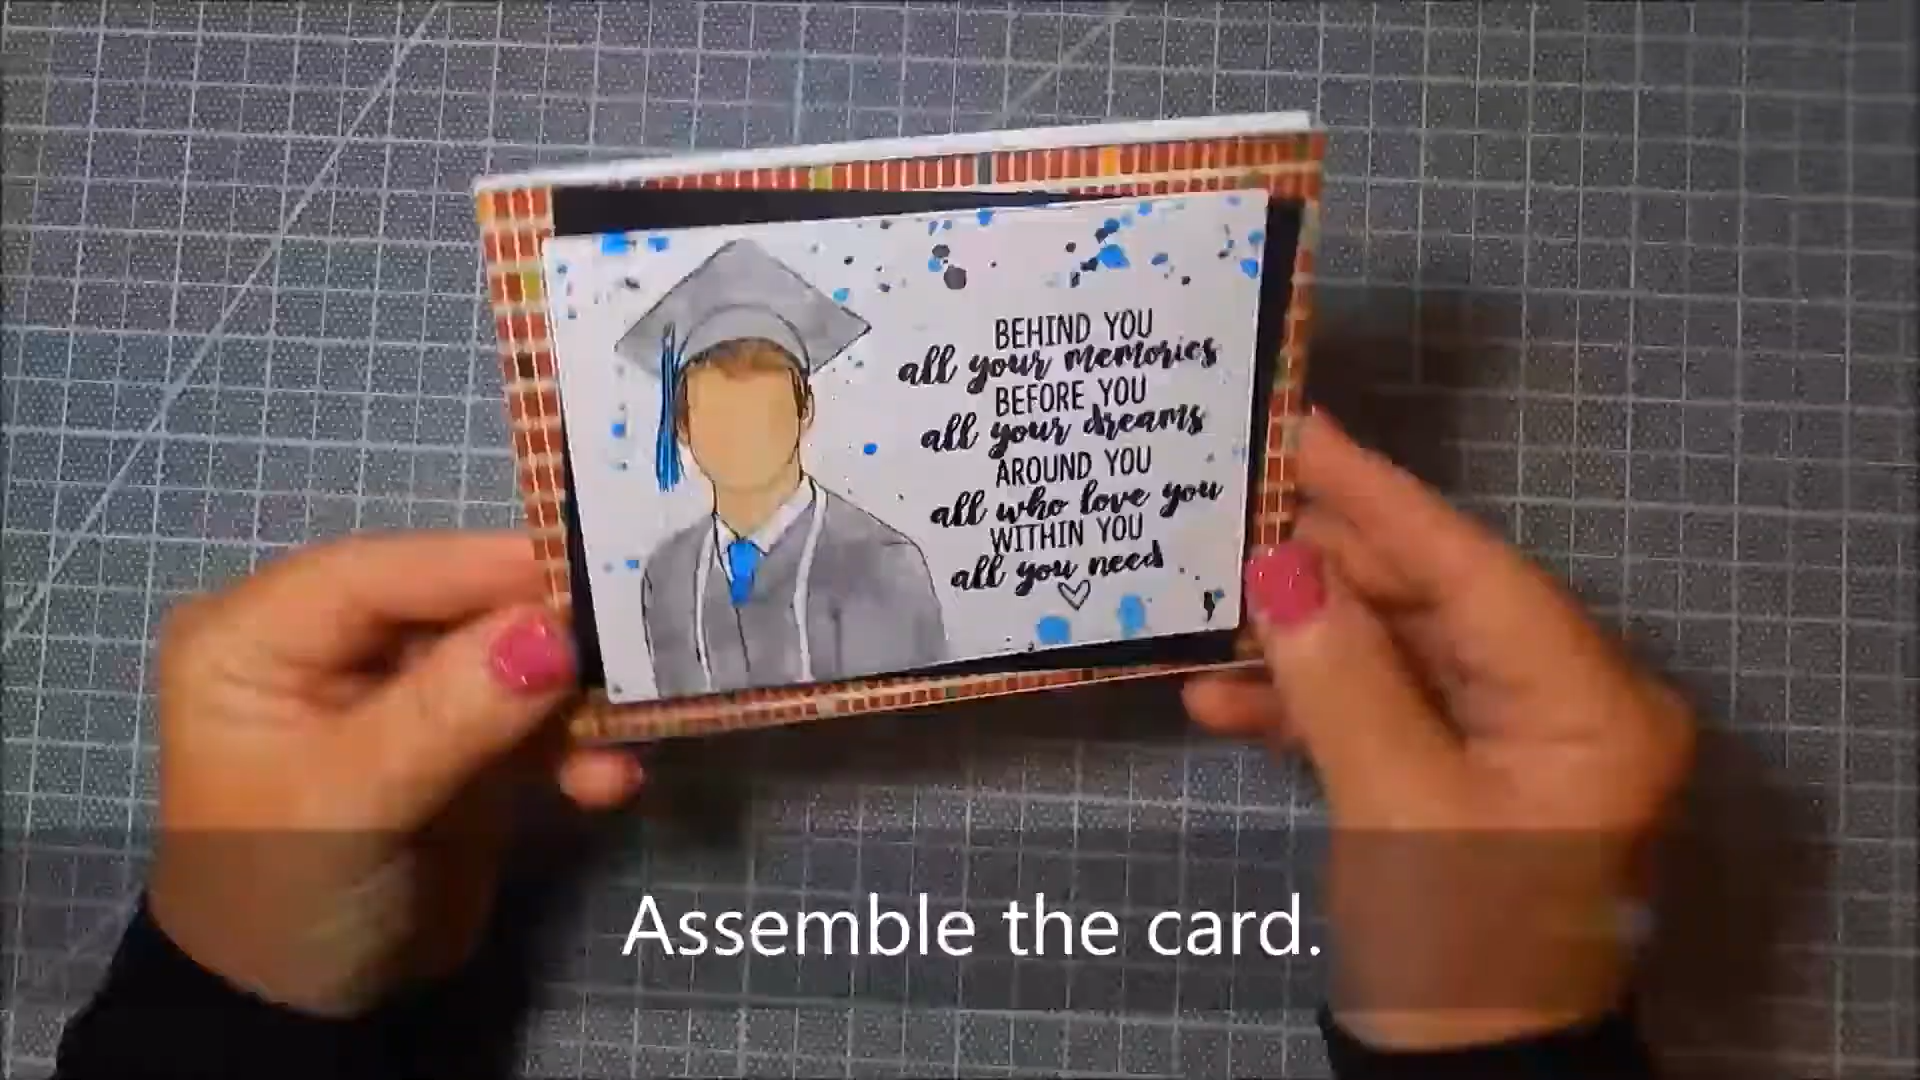 BEHIND YOU
all your memories
BEFORE YOU
all your dreams
AROUND YOU
all who love you
WITHIN YOU
all you need
Assemble the card.